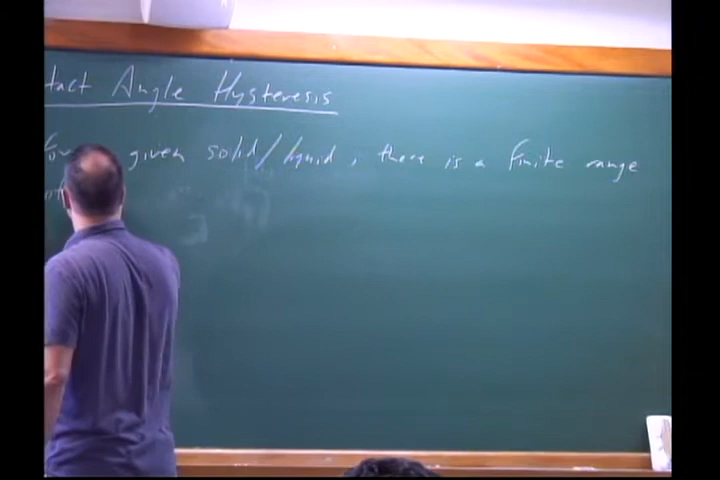 tact Angle Hysteresis
given solid/liquid, there is a finite range